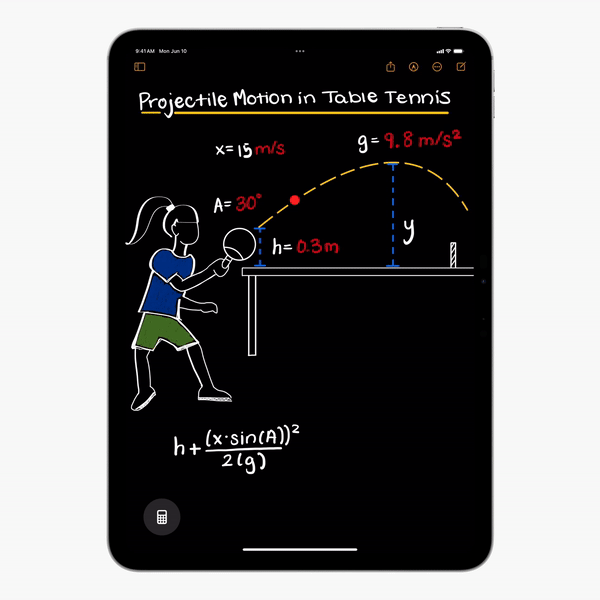 9:41 AM Mon Jun 10
Projectile Motion in Table Tennis
x = 15 m/s
g = 9.8 m/s²
A = 30°
y
h = 0.3m
h + (x·sin(A))²
2(g)